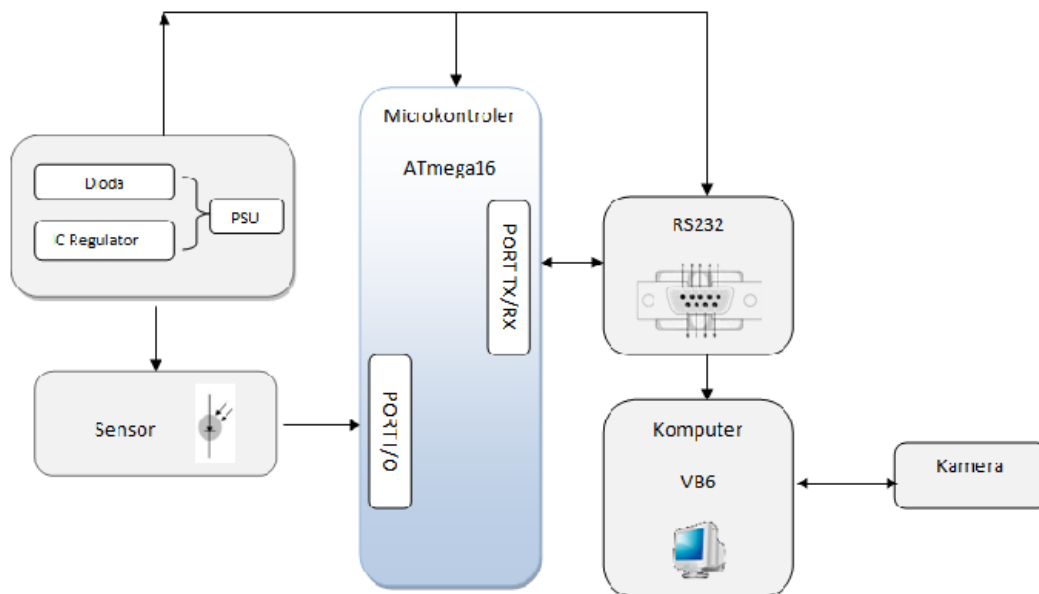 Microkontroler
ATmega16
Dioda
IC Regulator
PSU
PORT TX/RX
RS232
Sensor
PORT I/O
Komputer
VB6
Kamera